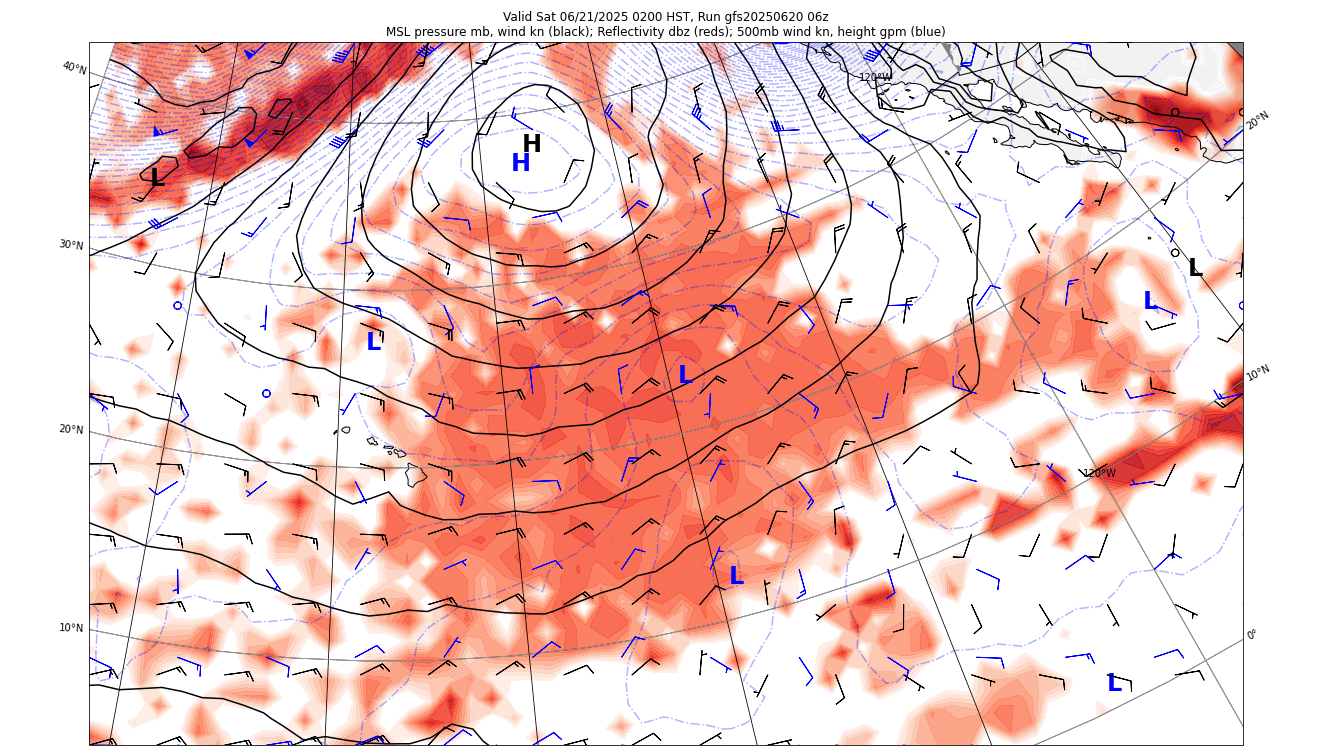 Valid Sat 06/21/2025 0200 HST, Run gfs20250620 06z
MSL pressure mb, wind kn (black); Reflectivity dbz (reds); 500mb wind kn, height gpm (blue)
40°N
120°W
20°N
H
H
L
30°N
L
L
L
L
10°N
20°N
120°W
L
10°N
0°
L